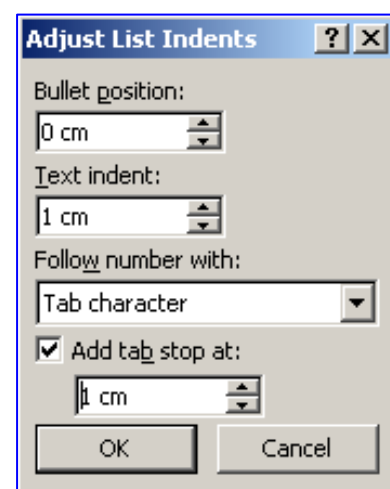 Adjust List Indents ? X
Bullet position:
0 cm
Text indent:
1 cm
Follow number with:
Tab character
Add tab stop at:
1 cm
OK Cancel